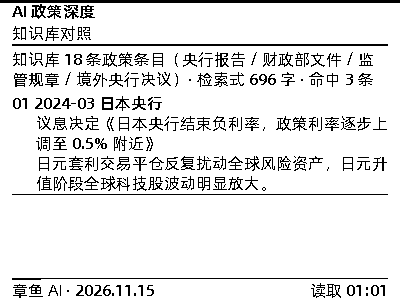 AI 政策深度
知识库对照
知识库 18 条政策条目（央行报告 / 财政部文件 / 监
管规章 / 境外央行决议）· 检索式 696 字 · 命中 3 条
01 2024-03 日本央行
议息决定《日本央行结束负利率，政策利率逐步上
调至 0.5% 附近》
日元套利交易平仓反复扰动全球风险资产，日元升
值阶段全球科技股波动明显放大。
章鱼 AI · 2026.11.15
读取 01:01